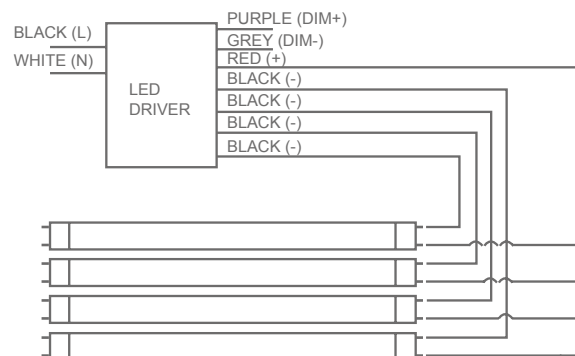 BLACK (L)
WHITE (N)
LED
DRIVER
PURPLE (DIM+)
GREY (DIM-)
RED (+)
BLACK (-)
BLACK (-)
BLACK (-)
BLACK (-)